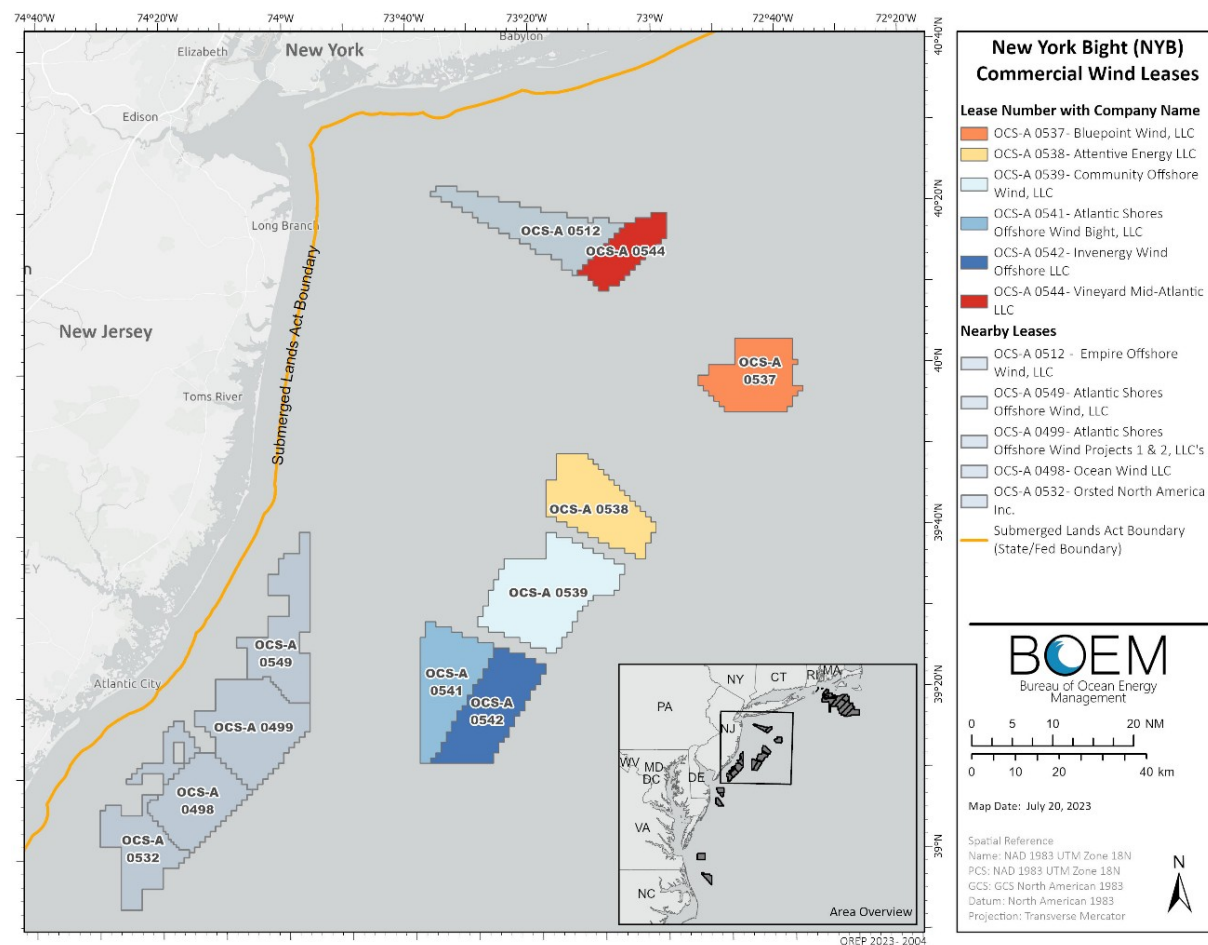 74°40'W
74°20'W
74°W
73°40'W
73°20'W
73°W
72°40'W
72°20'W
40°40'N
40°20'N
40°N
39°40'N
39°20'N
39°N
New York
Babylon
Elizabeth
Edison
Long Branch
New Jersey
Toms River
Atlantic City
Submerged Lands Act Boundary
OCS-A 0512
OCS-A 0544
OCS-A
0537
OCS-A 0538
OCS-A 0539
OCS-A
0541
OCS-A
0542
OCS-A
0549
OCS-A 0499
OCS-A
0498
OCS-A
0532
NY
CT
RI
MA
PA
NJ
WV
MD
DC
DE
VA
NC
Area Overview
OREP 2023- 2004
New York Bight (NYB)
Commercial Wind Leases
Lease Number with Company Name
OCS-A 0537- Bluepoint Wind, LLC
OCS-A 0538- Attentive Energy LLC
OCS-A 0539- Community Offshore
Wind, LLC
OCS-A 0541- Atlantic Shores
Offshore Wind Bight, LLC
OCS-A 0542- Invenergy Wind
Offshore LLC
OCS-A 0544- Vineyard Mid-Atlantic
LLC
Nearby Leases
OCS-A 0512 - Empire Offshore
Wind, LLC
OCS-A 0549- Atlantic Shores
Offshore Wind, LLC
OCS-A 0499- Atlantic Shores
Offshore Wind Projects 1 & 2, LLC's
OCS-A 0498- Ocean Wind LLC
OCS-A 0532- Orsted North America
Inc.
Submerged Lands Act Boundary
(State/Fed Boundary)
BOEM
Bureau of Ocean Energy
Management
0 5 10 20 NM
0 10 20 40 km
Map Date: July 20, 2023
Spatial Reference
Name: NAD 1983 UTM Zone 18N
PCS: NAD 1983 UTM Zone 18N
GCS: GCS North American 1983
Datum: North American 1983
Projection: Transverse Mercator
N